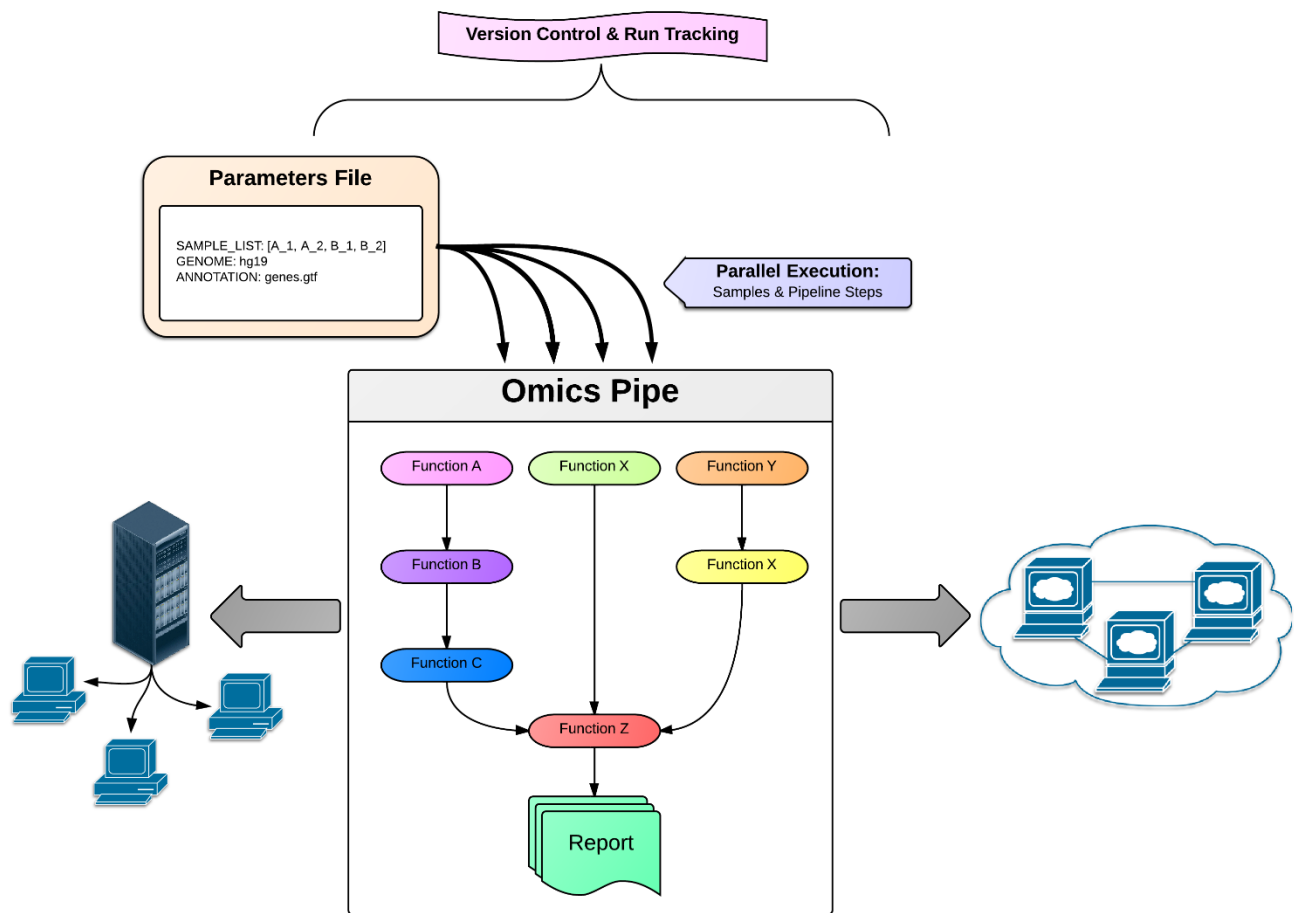 Version Control & Run Tracking
Parameters File
SAMPLE_LIST: [A_1, A_2, B_1, B_2]
GENOME: hg19
ANNOTATION: genes.gtf
Parallel Execution:
Samples & Pipeline Steps
Omics Pipe
Function A
Function X
Function Y
Function B
Function X
Function C
Function Z
Report